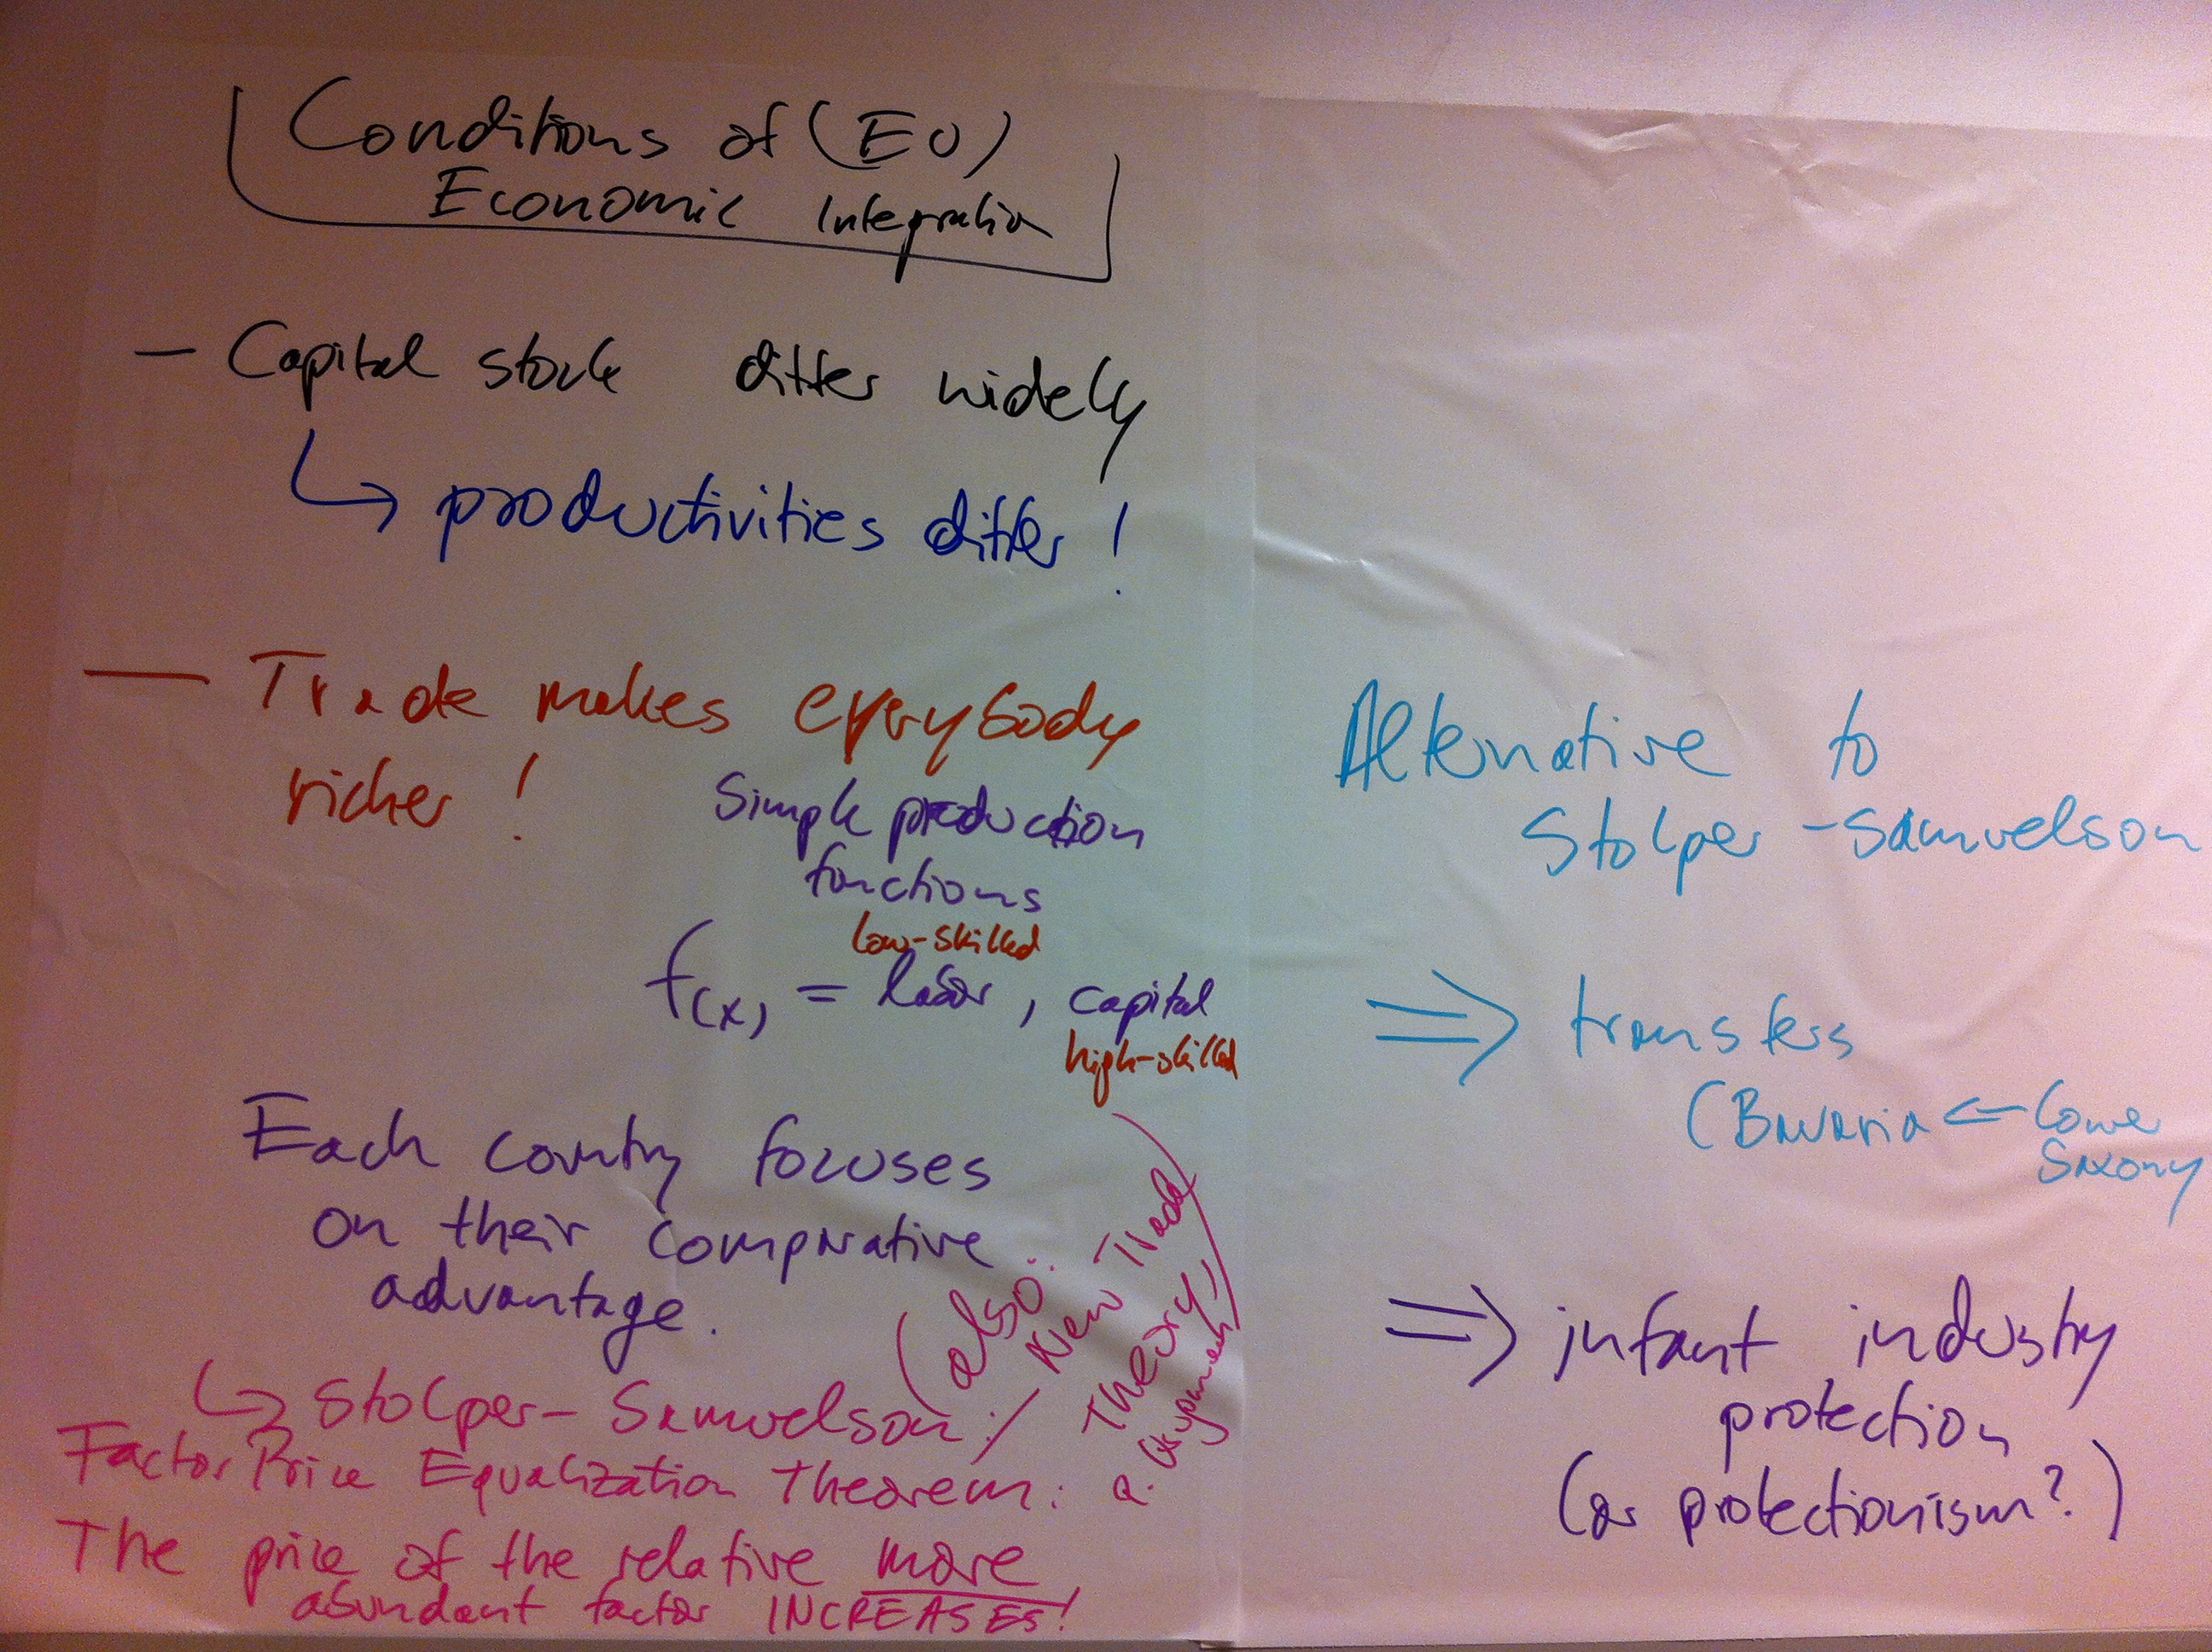 Conditions of (EU)
Economic Integration
- Capital stock differ widely
↳ productivities differ!
- Trade makes everybody
richer!
Simple production
functions
low-skilled
f(x) = labor, capital
high-skilled
Each country focuses
on their comparative
advantage.
(also:
New Trade
Theory,
P. 
↳ Stolper-Samuelson:/
Factor Price Equalization Theorem:
The price of the relative more
abundant factor INCREASES!
Alternative to
Stolper-Samuelson
⇒ transfers
(Bavaria ← Lower
Saxony
⇒ infant industry
protection
(or protectionism?)